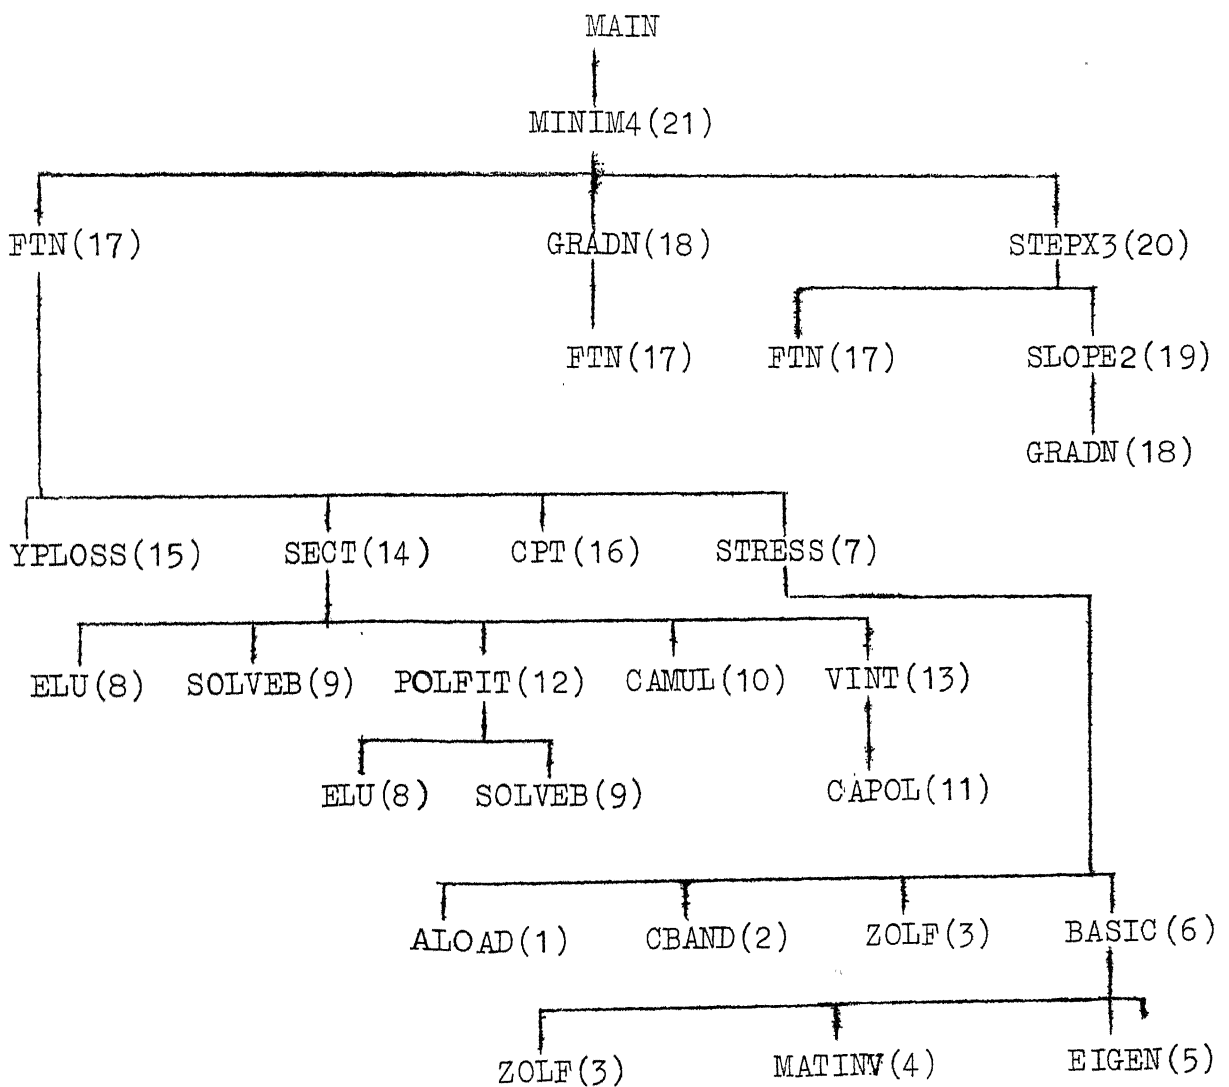 MAIN
MINIM4(21)
FTN(17) GRADN(18) STEPX3(20)
FTN(17) FTN(17) SLOPE2(19)
GRADN(18)
YPLOSS(15) SECT(14) CPT(16) STRESS(7)
ELU(8) SOLVEB(9) POLFIT(12) CAMUL(10) VINT(13)
ELU(8) SOLVEB(9) CAPOL(11)
ALOAD(1) CBAND(2) ZOLF(3) BASIC(6)
ZOLF(3) MATINV(4) EIGEN(5)